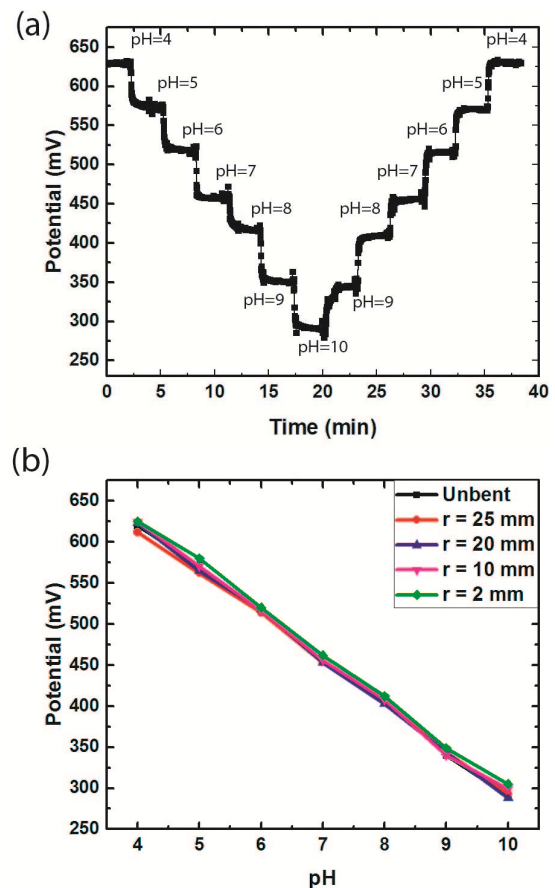 (a)
pH=4
pH=4
650
600
550
500
450
400
350
300
250
pH=5
pH=5
pH=6
pH=6
pH=7
pH=7
pH=8
pH=8
pH=9
pH=9
pH=10
Potential (mV)
0 5 10 15 20 25 30 35 40
Time (min)
(b)
Unbent
r = 25 mm
r = 20 mm
r = 10 mm
r = 2 mm
650
600
550
500
450
400
350
300
250
Potential (mV)
4 5 6 7 8 9 10
pH